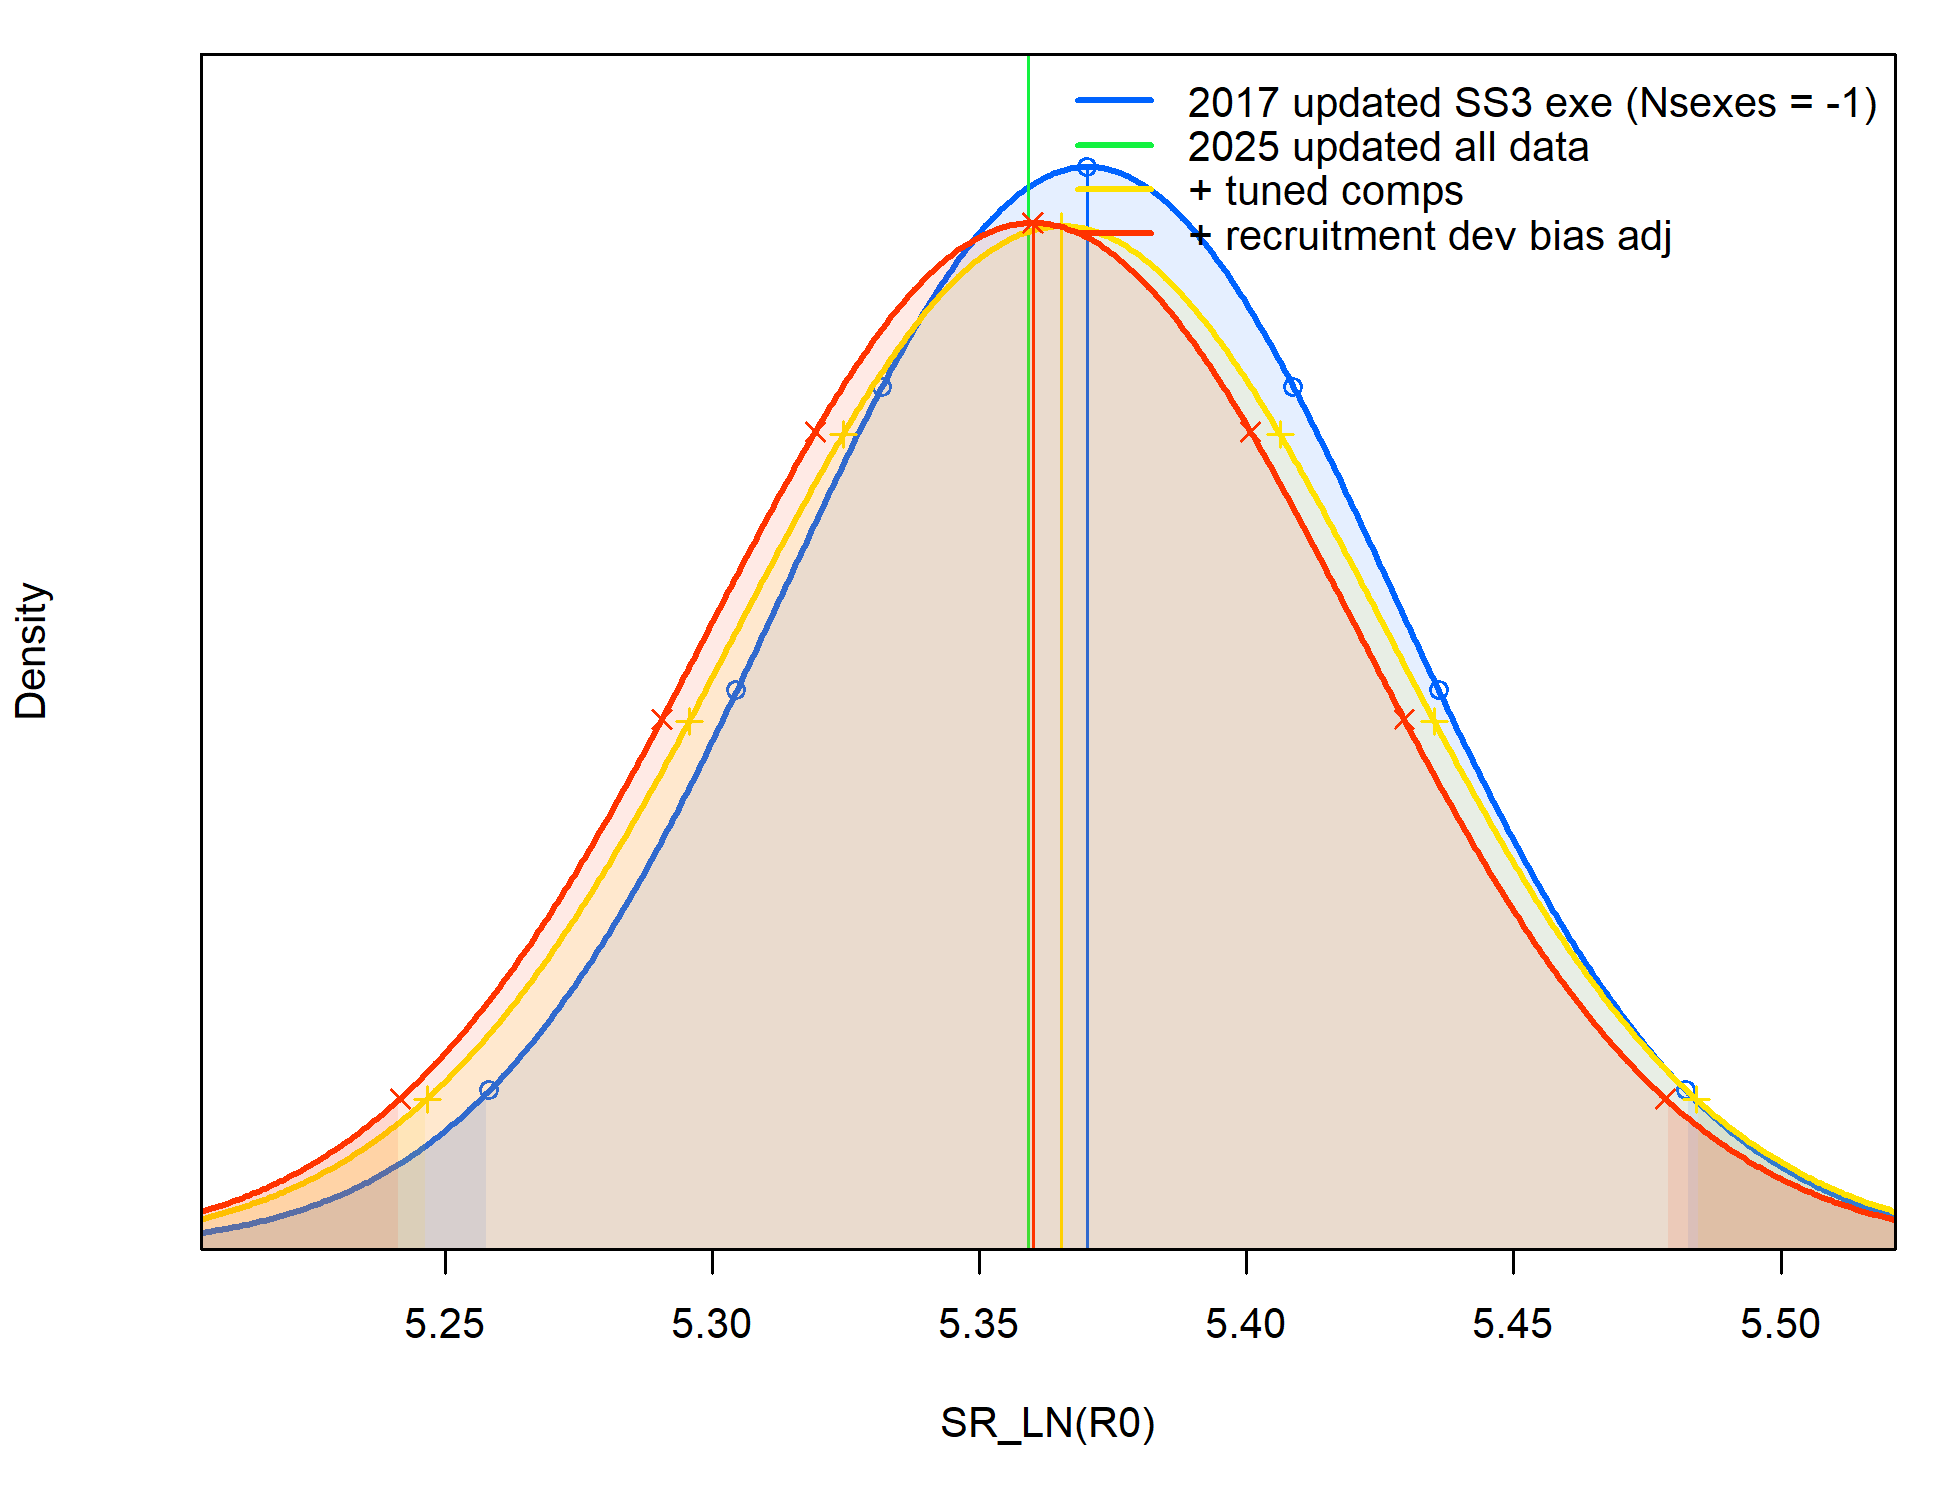 2017 updated SS3 exe (Nsexes = -1)
2025 updated all data
+ tuned comps
+ recruitment dev bias adj
Density
5.25 5.30 5.35 5.40 5.45 5.50
SR_LN(R0)